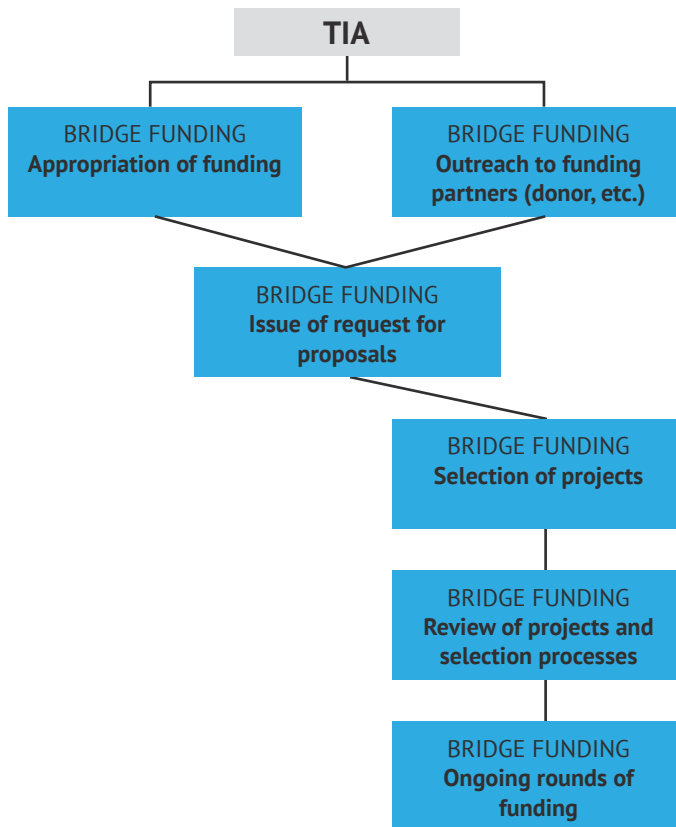 TIA
BRIDGE FUNDING
Appropriation of funding
BRIDGE FUNDING
Outreach to funding
partners (donor, etc.)
BRIDGE FUNDING
Issue of request for
proposals
BRIDGE FUNDING
Selection of projects
BRIDGE FUNDING
Review of projects and
selection processes
BRIDGE FUNDING
Ongoing rounds of
funding